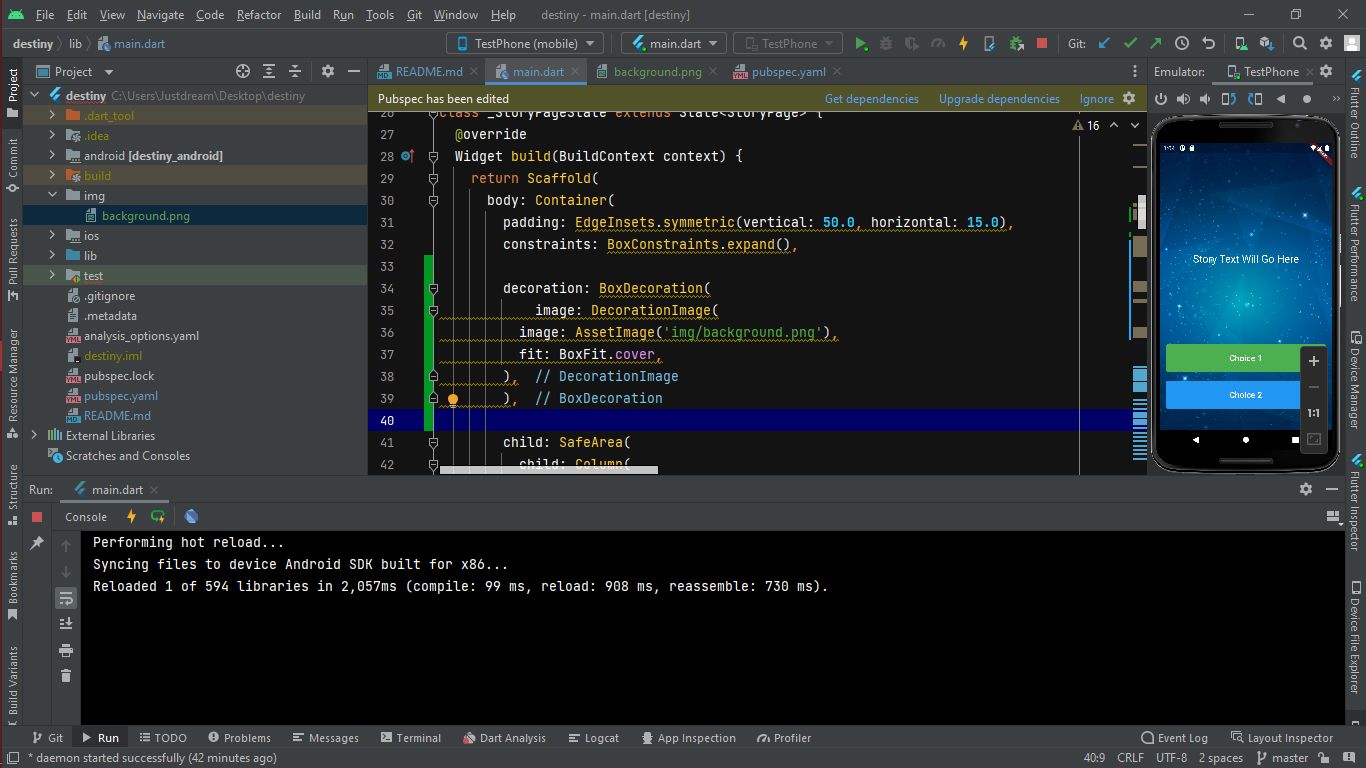 File Edit View Navigate Code Refactor Build Run Tools Git Window Help destiny - main.dart [destiny]
destiny lib main.dart TestPhone (mobile) main.dart TestPhone Git:
Project README.md main.dart background.png pubspec.yaml Emulator: TestPhone
destiny C:\Users\Justdream\Desktop\destiny
.dart_tool
.idea
android [destiny_android]
build
img
background.png
ios
lib
test
.gitignore
.metadata
analysis_options.yaml
destiny.iml
pubspec.lock
pubspec.yaml
README.md
External Libraries
Scratches and Consoles
Pubspec has been edited Get dependencies Upgrade dependencies Ignore
16
26 class _StoryPageState extends State<StoryPage> {
27 @override
28 Widget build(BuildContext context) {
29 return Scaffold(
30 body: Container(
31 padding: EdgeInsets.symmetric(vertical: 50.0, horizontal: 15.0),
32 constraints: BoxConstraints.expand(),
33
34 decoration: BoxDecoration(
35 image: DecorationImage(
36 image: AssetImage('img/background.png'),
37 fit: BoxFit.cover,
38 ), // DecorationImage
39 ), // BoxDecoration
40
41 child: SafeArea(
42 child: Column(
Story Text Will Go Here
Choice 1
Choice 2
1:1
Project
Commit
Pull Requests
Resource Manager
Structure
Bookmarks
Build Variants
Flutter Outline
Flutter Performance
Device Manager
Flutter Inspector
Device File Explorer
Run: main.dart
Console
Performing hot reload...
Syncing files to device Android SDK built for x86...
Reloaded 1 of 594 libraries in 2,057ms (compile: 99 ms, reload: 908 ms, reassemble: 730 ms).
Git Run TODO Problems Messages Terminal Dart Analysis Logcat App Inspection Profiler Event Log Layout Inspector
* daemon started successfully (42 minutes ago) 40:9 CRLF UTF-8 2 spaces master